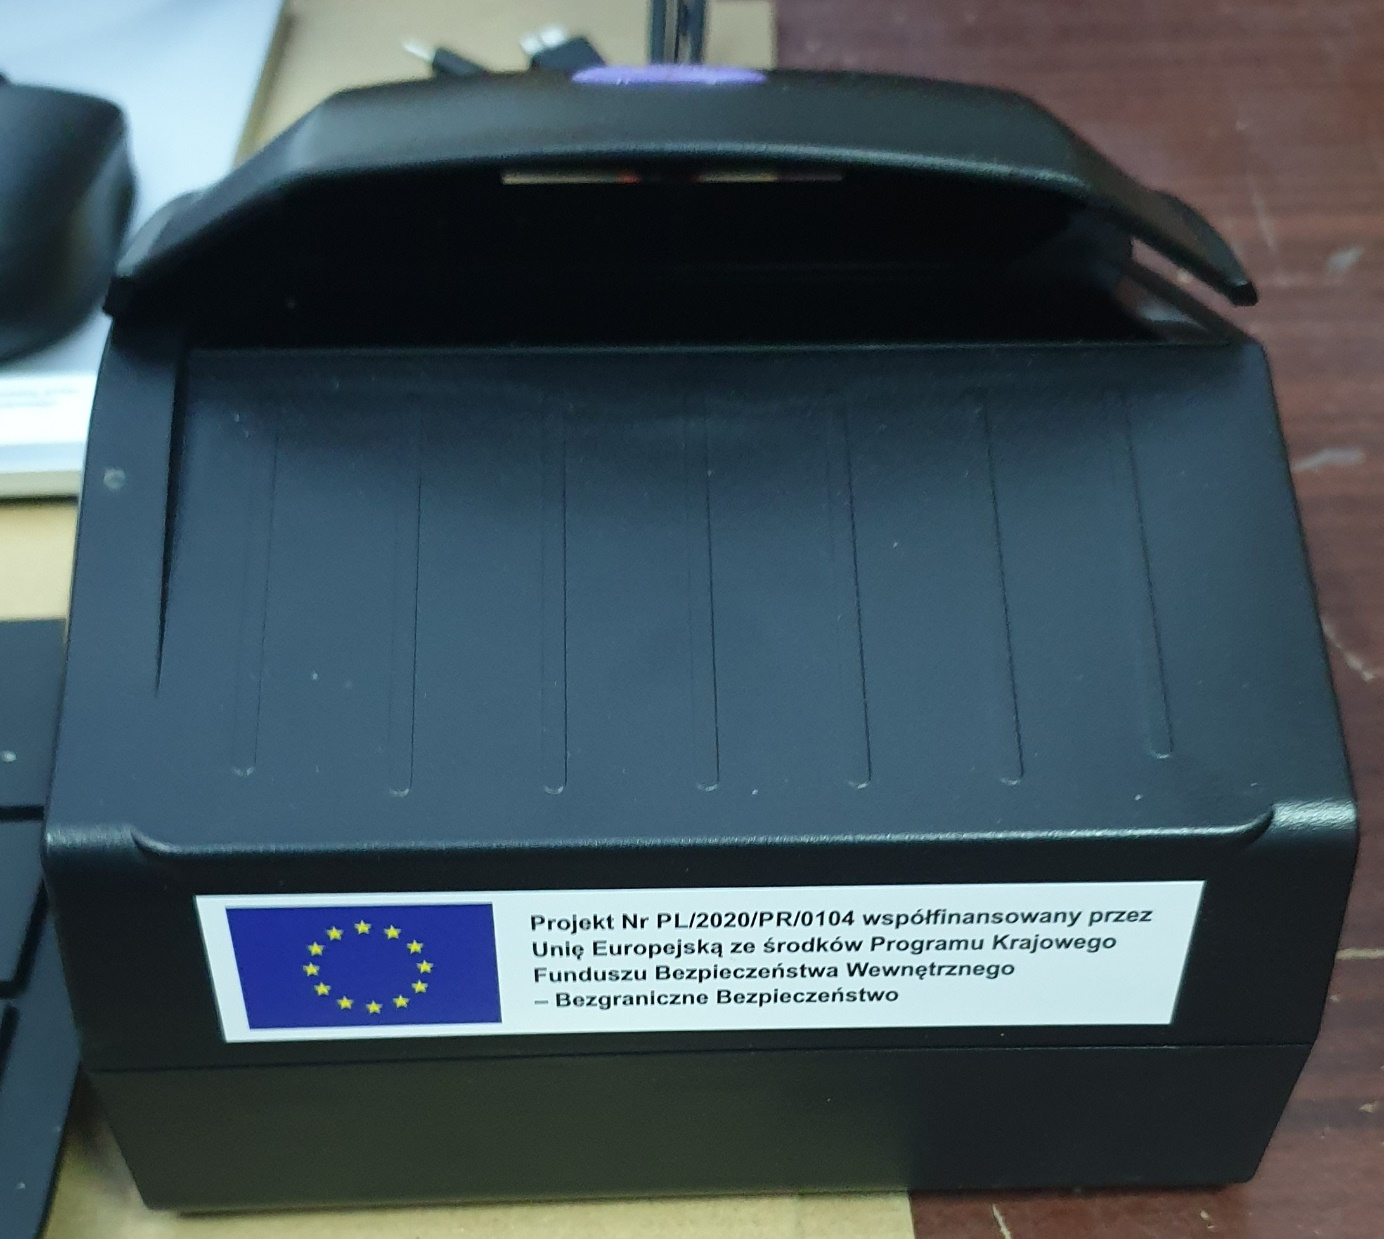 Projekt Nr PL/2020/PR/0104 współfinansowany przez
Unię Europejską ze środków Programu Krajowego
Funduszu Bezpieczeństwa Wewnętrznego
– Bezgraniczne Bezpieczeństwo